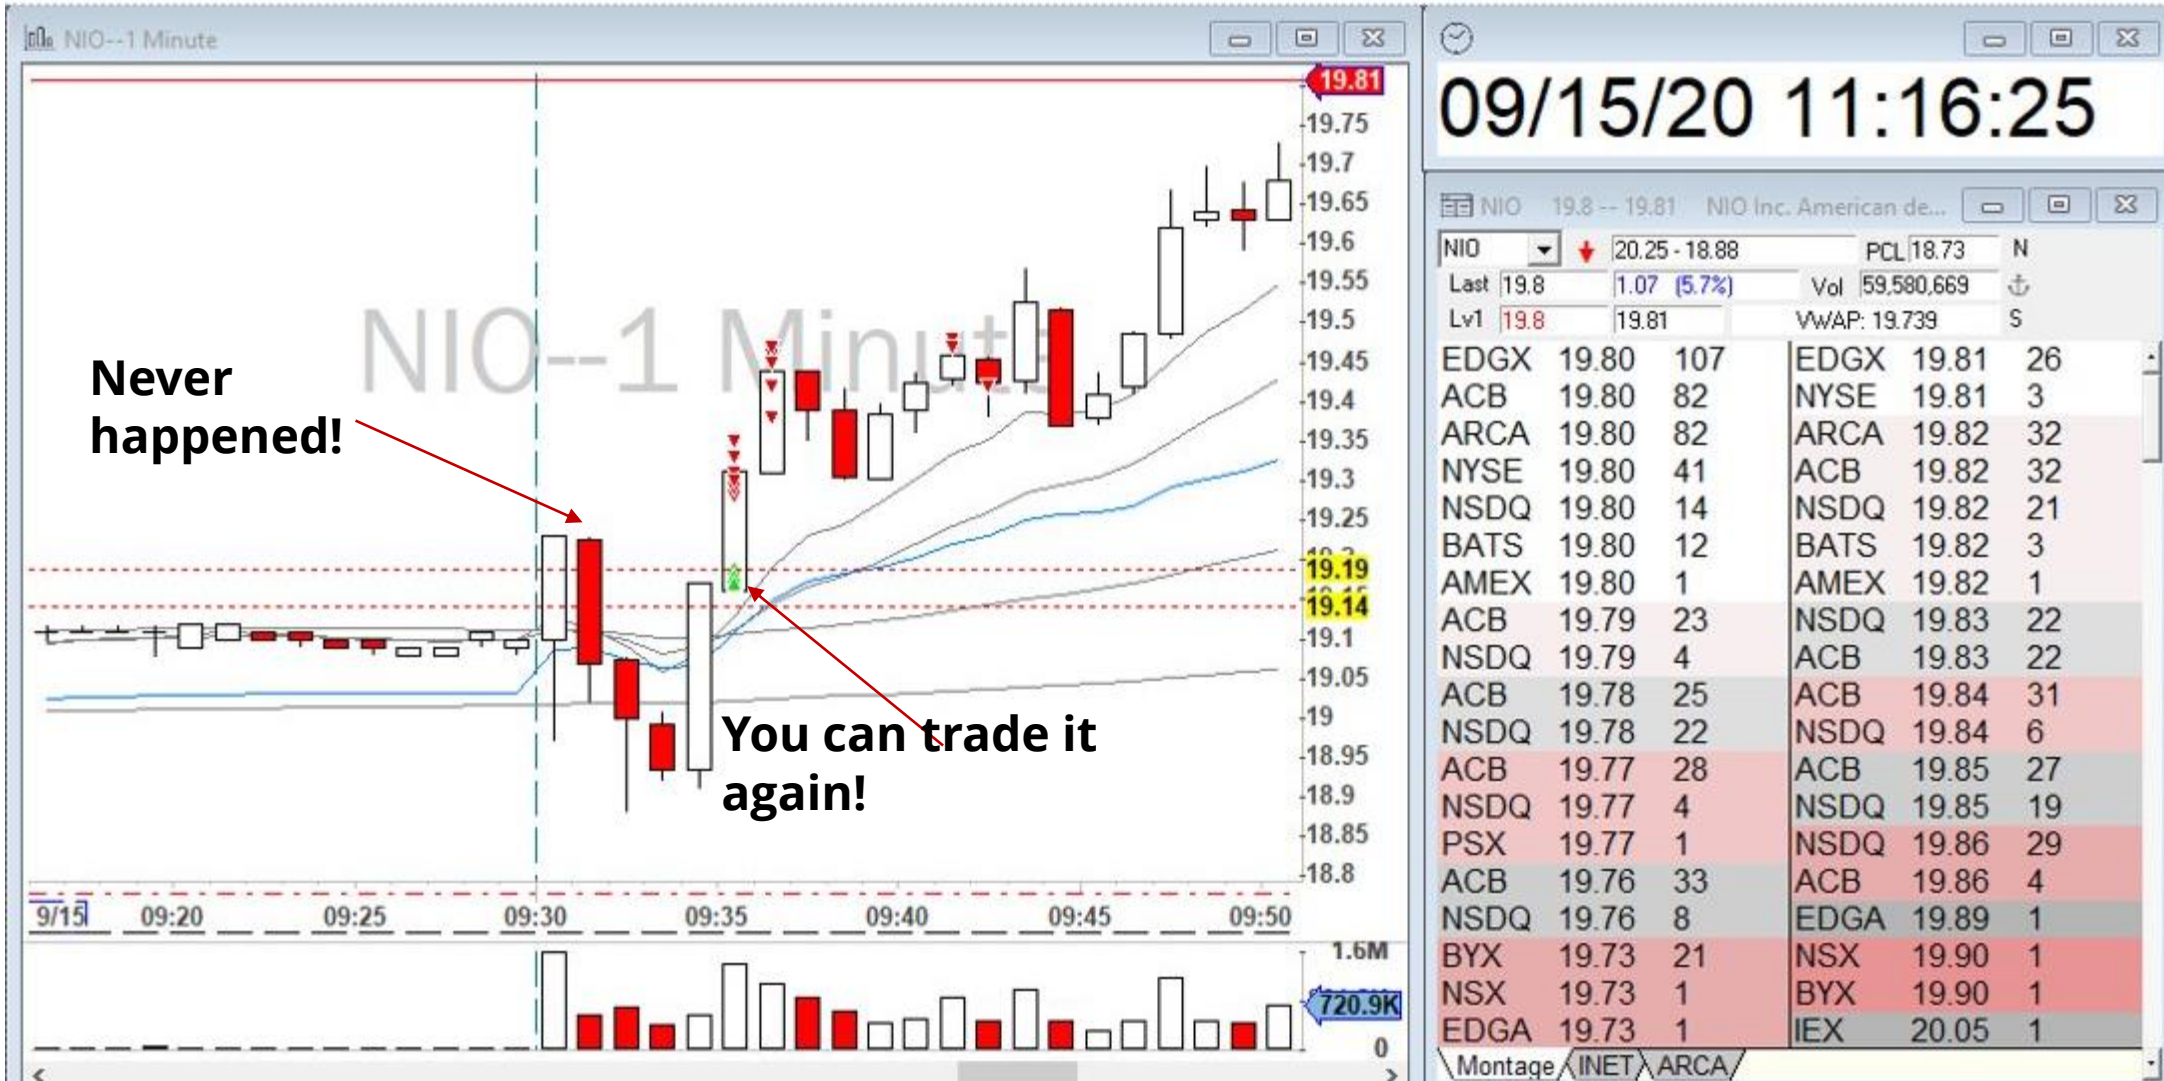 NIO--1 Minute
19.81
19.75
19.7
19.65
19.6
19.55
19.5
19.45
19.4
19.35
19.3
19.25
19.19
19.14
19.1
19.05
19
18.95
18.9
18.85
18.8
NIO--1 Minute
Never
happened!
You can trade it
again!
9/15 09:20 09:25 09:30 09:35 09:40 09:45 09:50
1.6M
720.9K
0
09/15/20 11:16:25
NIO 19.8 -- 19.81 NIO Inc. American de...
NIO 20.25 - 18.88 PCL 18.73 N
Last 19.8 1.07 (5.7%) Vol 59,580,669
Lv1 19.8 19.81 VWAP: 19.739 S
EDGX 19.80 107 EDGX 19.81 26
ACB 19.80 82 NYSE 19.81 3
ARCA 19.80 82 ARCA 19.82 32
NYSE 19.80 41 ACB 19.82 32
NSDQ 19.80 14 NSDQ 19.82 21
BATS 19.80 12 BATS 19.82 3
AMEX 19.80 1 AMEX 19.82 1
ACB 19.79 23 NSDQ 19.83 22
NSDQ 19.79 4 ACB 19.83 22
ACB 19.78 25 ACB 19.84 31
NSDQ 19.78 22 NSDQ 19.84 6
ACB 19.77 28 ACB 19.85 27
NSDQ 19.77 4 NSDQ 19.85 19
PSX 19.77 1 NSDQ 19.86 29
ACB 19.76 33 ACB 19.86 4
NSDQ 19.76 8 EDGA 19.89 1
BYX 19.73 21 NSX 19.90 1
NSX 19.73 1 BYX 19.90 1
EDGA 19.73 1 IEX 20.05 1
Montage INET ARCA